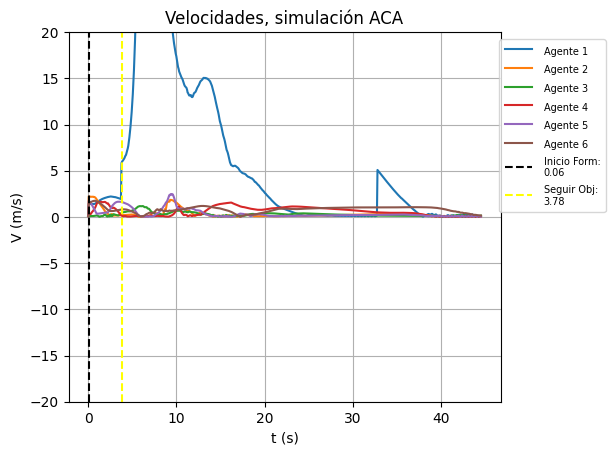 Velocidades, simulación ACA
20
15
10
5
0
−5
−10
−15
−20
V (m/s)
0
10
20
30
40
t (s)
Agente 1
Agente 2
Agente 3
Agente 4
Agente 5
Agente 6
Inicio Form:
0.06
Seguir Obj:
3.78